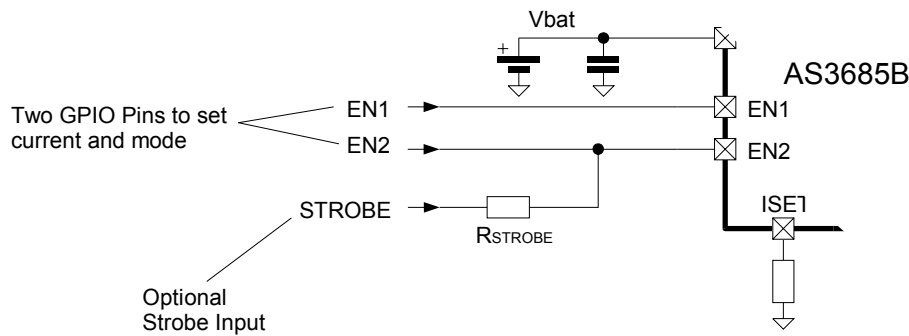 Vbat
+
AS3685B
Two GPIO Pins to set
current and mode
EN1
EN1
EN2
EN2
STROBE
RSTROBE
ISET
Optional
Strobe Input